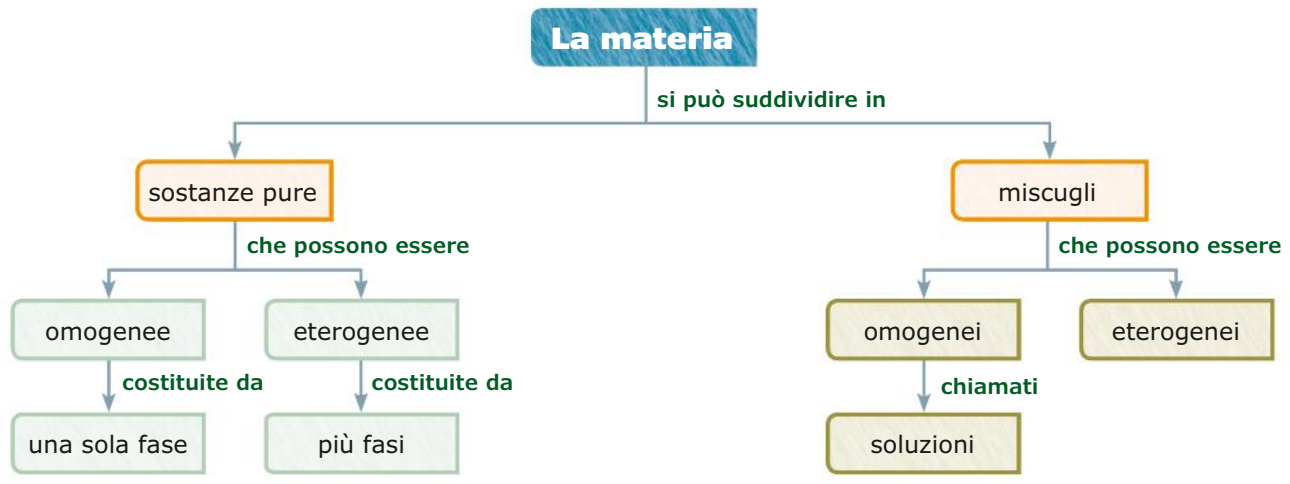 La materia
si può suddividire in
sostanze pure
miscugli
che possono essere
che possono essere
omogenee
eterogenee
omogenei
eterogenei
costituite da
costituite da
chiamati
una sola fase
più fasi
soluzioni